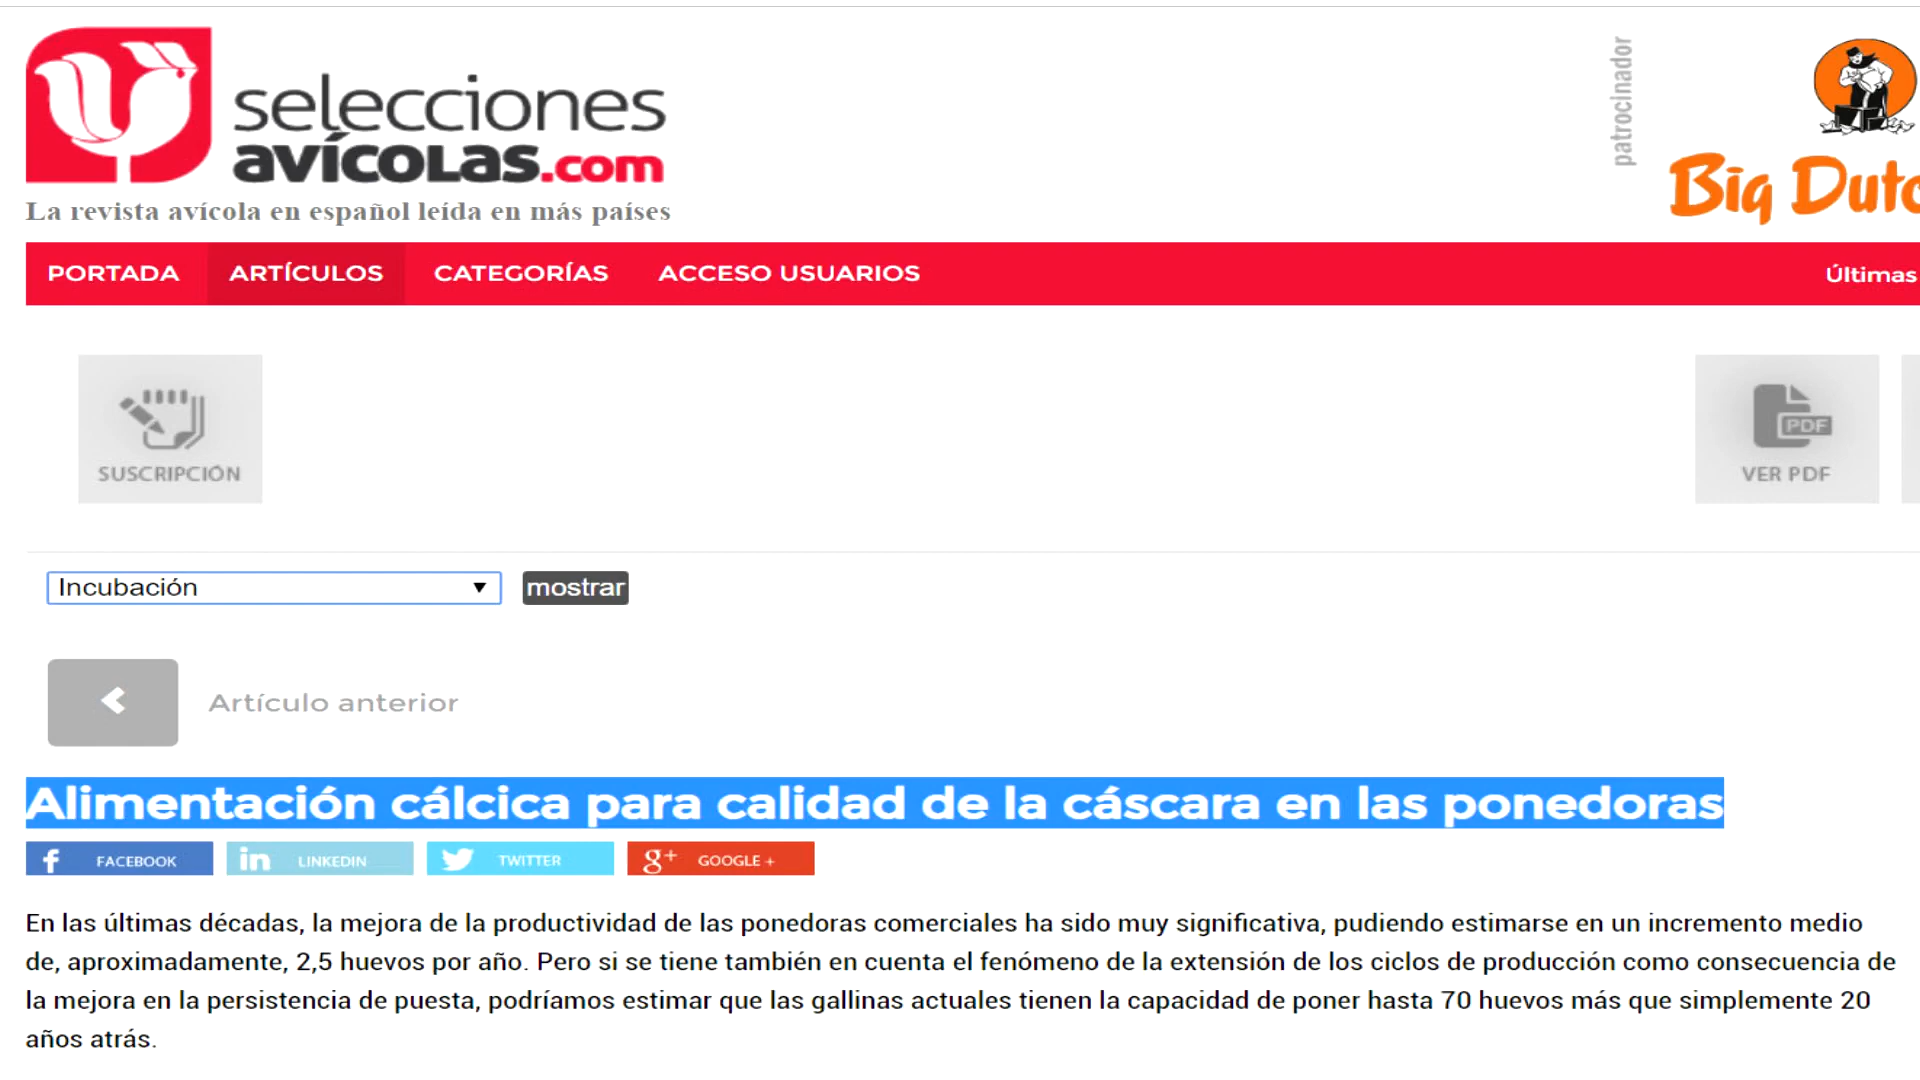 selecciones
avícolas.com
La revista avícola en español leída en más países
patrocinador
Big
PORTADA ARTÍCULOS CATEGORÍAS ACCESO USUARIOS Últimas
SUSCRIPCIÓN
PDF
VER PDF
Incubación mostrar
Artículo anterior
Alimentación cálcica para calidad de la cáscara en las ponedoras
f FACEBOOK in LINKEDIN TWITTER g+ GOOGLE +
En las últimas décadas, la mejora de la productividad de las ponedoras comerciales ha sido muy significativa, pudiendo estimarse en un incremento medio
de, aproximadamente, 2,5 huevos por año. Pero si se tiene también en cuenta el fenómeno de la extensión de los ciclos de producción como consecuencia de
la mejora en la persistencia de puesta, podríamos estimar que las gallinas actuales tienen la capacidad de poner hasta 70 huevos más que simplemente 20
años atrás.